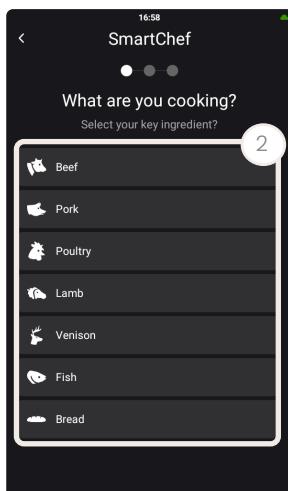 16:58
SmartChef
What are you cooking?
Select your key ingredient?
2
Beef
Pork
Poultry
Lamb
Venison
Fish
Bread